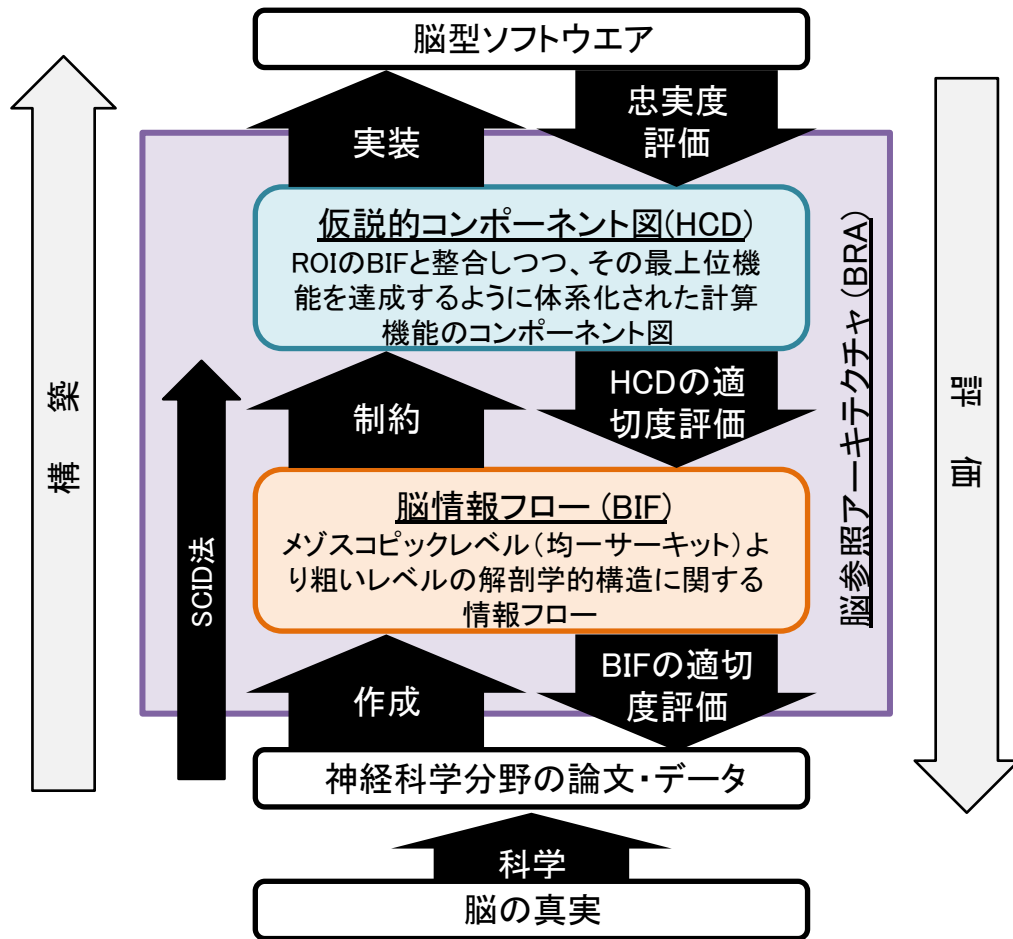 脳型ソフトウエア
実装
忠実度
評価
仮説的コンポーネント図(HCD)
ROIのBIFと整合しつつ、その最上位機
能を達成するように体系化された計算
機能のコンポーネント図
制約
HCDの適
切度評価
脳情報フロー (BIF)
メゾスコピックレベル(均一サーキット)よ
り粗いレベルの解剖学的構造に関する
情報フロー
作成
BIFの適切
度評価
神経科学分野の論文・データ
科学
脳の真実
構築
SCID法
脳参照アーキテクチャ(BRA)
評価